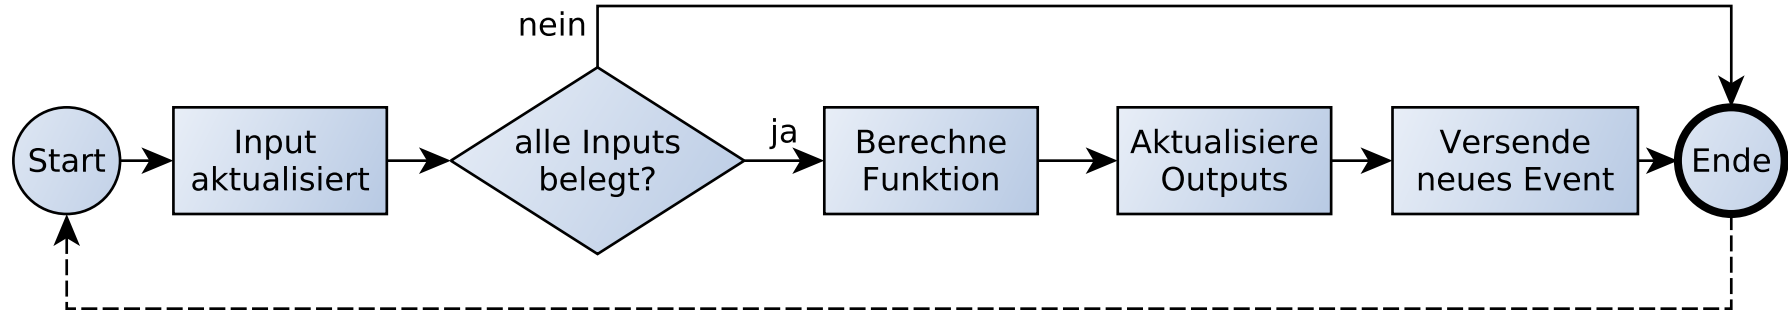 nein
Start
Input
aktualisiert
alle Inputs
belegt?
ja
Berechne
Funktion
Aktualisiere
Outputs
Versende
neues Event
Ende